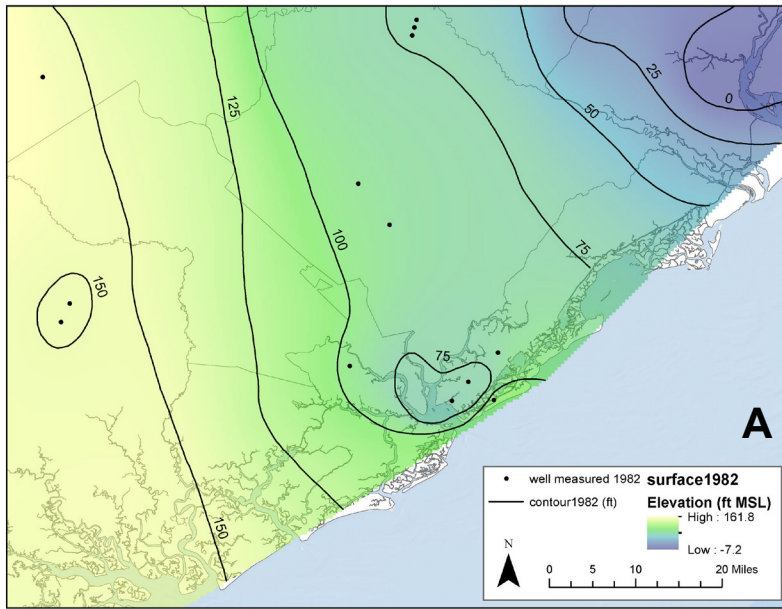 125
25
0
50
100
75
150
75
A
150
well measured 1982
contour1982 (ft)
surface1982
Elevation (ft MSL)
High : 161.8
Low : -7.2
N
0 5 10 20 Miles